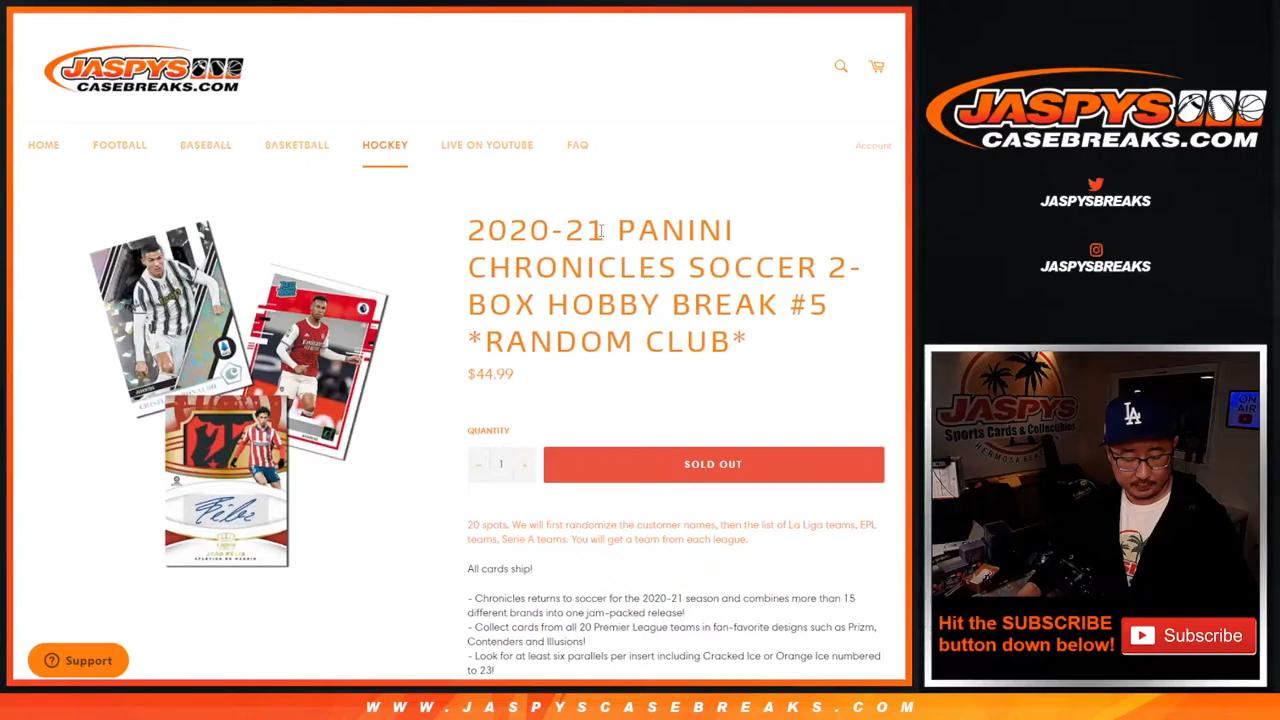 JASPYS
CASEBREAKS.COM
HOME FOOTBALL BASEBALL BASKETBALL HOCKEY LIVE ON YOUTUBE FAQ Account
2020-21 PANINI
CHRONICLES SOCCER 2-
BOX HOBBY BREAK #5
*RANDOM CLUB*
$44.99
QUANTITY
− 1 + SOLD OUT
20 spots. We will first randomize the customer names, then the list of La Liga teams, EPL
teams, Serie A teams. You will get a team from each league.
All cards ship!
- Chronicles returns to soccer for the 2020-21 season and combines more than 15
different brands into one jam-packed release!
- Collect cards from all 20 Premier League teams in fan-favorite designs such as Prizm,
Contenders and Illusions!
- Look for at least six parallels per insert including Cracked Ice or Orange Ice numbered
to 23!
Support
JASPYS
CASEBREAKS.COM
JASPYSBREAKS
JASPYSBREAKS
JASPYS
Sports Cards & Collectibles
HERMOSA BEACH
ON
AIR
LA
Hit the SUBSCRIBE
button down below!
Subscribe
WWW.JASPYSCASEBREAKS.COM